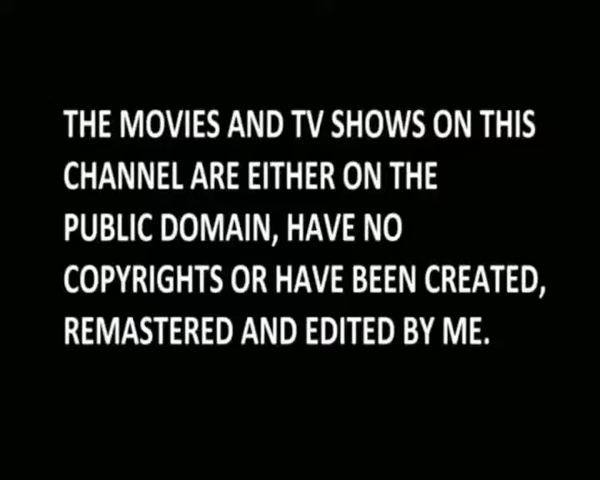 THE MOVIES AND TV SHOWS ON THIS
CHANNEL ARE EITHER ON THE
PUBLIC DOMAIN, HAVE NO
COPYRIGHTS OR HAVE BEEN CREATED,
REMASTERED AND EDITED BY ME.